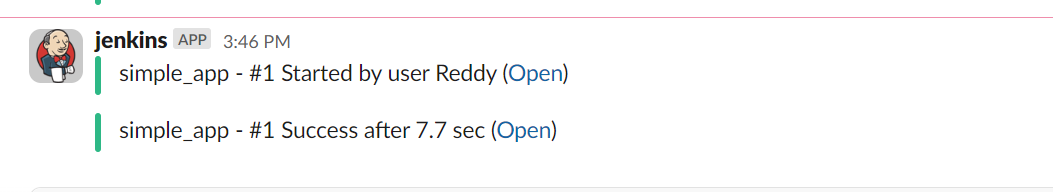 jenkins APP 3:46 PM
simple_app - #1 Started by user Reddy (Open)
simple_app - #1 Success after 7.7 sec (Open)